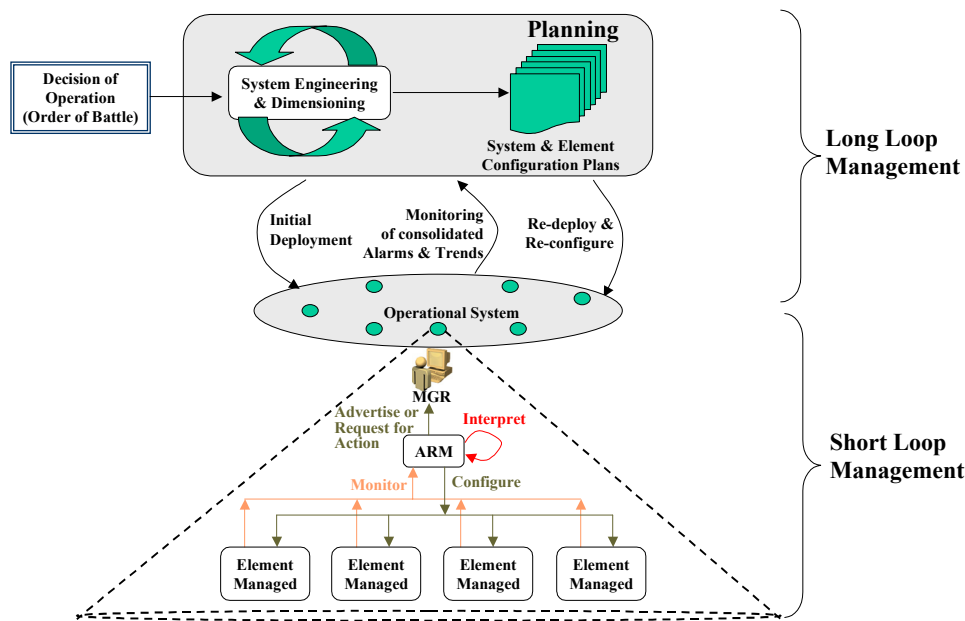 Planning
Decision of
Operation
(Order of Battle)
System Engineering
& Dimensioning
System & Element
Configuration Plans
Long Loop
Management
Initial
Deployment
Monitoring
of consolidated
Alarms & Trends
Re-deploy &
Re-configure
Operational System
MGR
Advertise or
Request for
Action
Interpret
ARM
Short Loop
Management
Monitor
Configure
Element
Managed
Element
Managed
Element
Managed
Element
Managed